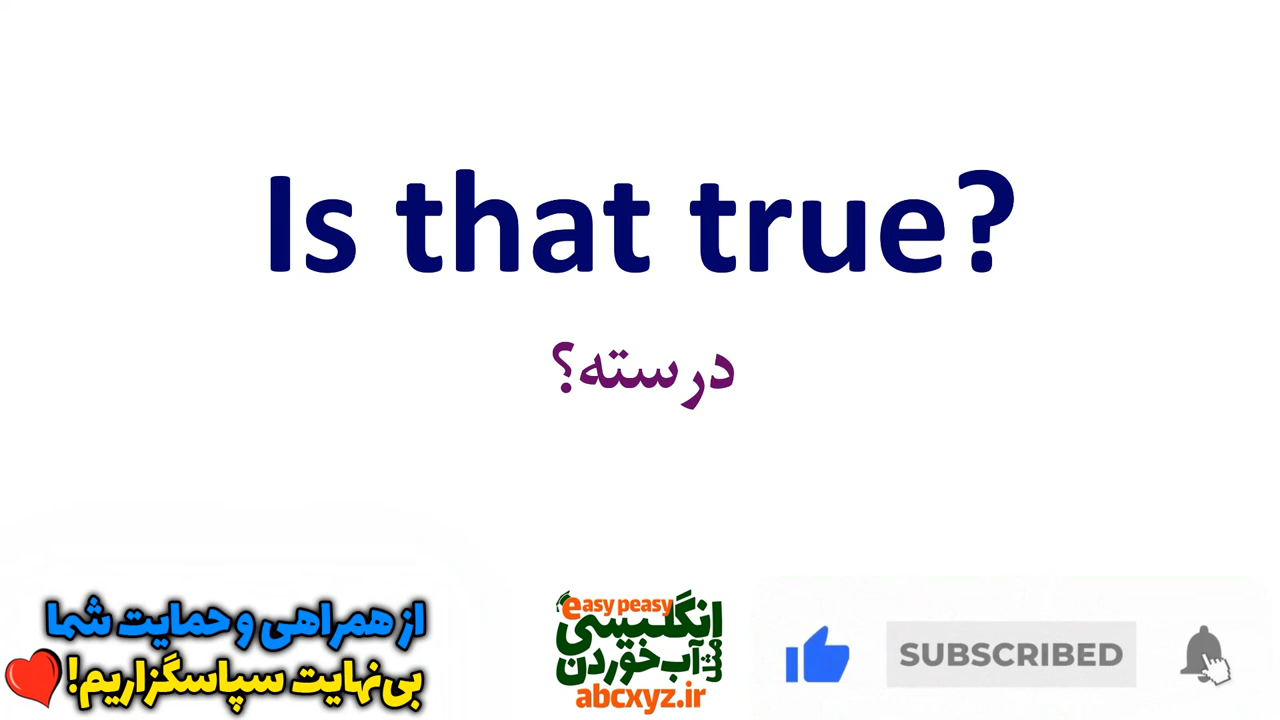 Is that true?
درسته؟
از همراهی و حمایت شما
بی‌نهایت سپاسگزاریم!
easy peasy
انگلیسی
مثل آب خوردن
abcxyz.ir
SUBSCRIBED